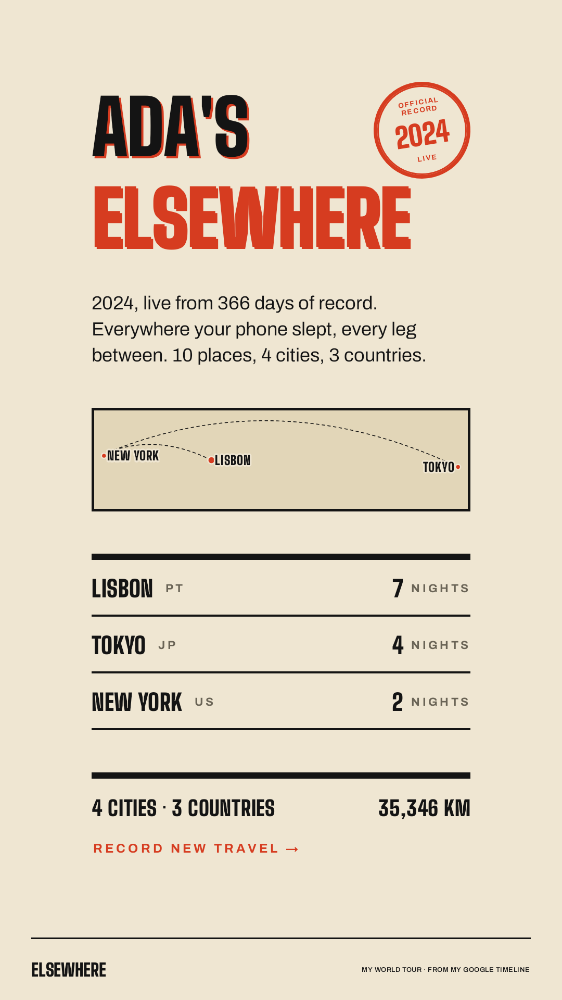 ADA'S
OFFICIAL
RECORD
2024
LIVE
ELSEWHERE
2024, live from 366 days of record.
Everywhere your phone slept, every leg
between. 10 places, 4 cities, 3 countries.
NEW YORK
LISBON
TOKYO
LISBON PT 7 NIGHTS
TOKYO JP 4 NIGHTS
NEW YORK US 2 NIGHTS
4 CITIES · 3 COUNTRIES 35,346 KM
RECORD NEW TRAVEL →
ELSEWHERE MY WORLD TOUR · FROM MY GOOGLE TIMELINE